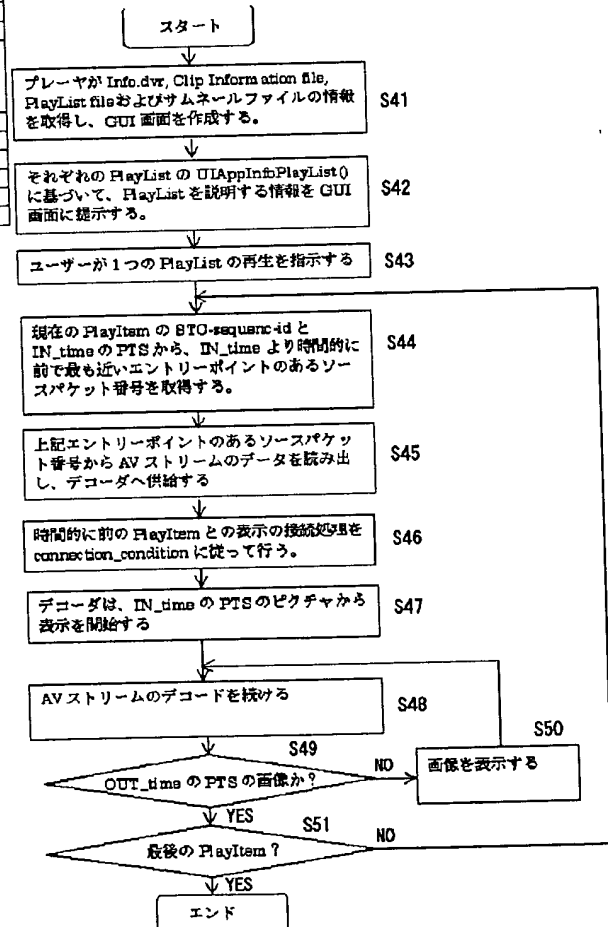 スタート
プレーヤが Info.dvr, Clip Information file,
PlayList fileおよびサムネールファイルの情報
を取得し、GUI 画面を作成する。
S41
それぞれの PlayList の UIAppInfoPlayList()
に基づいて、PlayList を説明する情報を GUI
画面に提示する。
S42
ユーザーが1つの PlayList の再生を指示する
S43
現在の PlayItem の STC-sequenc-id と
IN_time の PTS から、IN_time より時間的に
前で最も近いエントリーポイントのあるソー
スパケット番号を取得する。
S44
上記エントリーポイントのあるソースパケッ
ト番号から AV ストリームのデータを読み出
し、デコーダへ供給する
S45
時間的に前の PlayItem との表示の接続処理を
connection_condition に従って行う。
S46
デコーダは、IN_time の PTS のピクチャから
表示を開始する
S47
AV ストリームのデコードを続ける
S48
S49
OUT_time の PTS の画像か？
NO
S50
画像を表示する
YES
S51
最後の PlayItem？
NO
YES
エンド